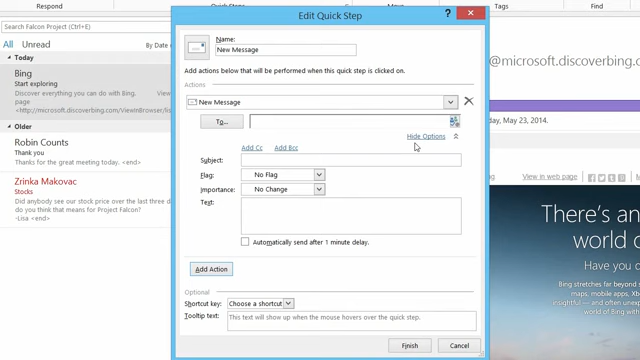 Respond
Quick Steps
Move
Tags
Find
Edit Quick Step
?
Search Falcon Project (Ctrl+E)
All Unread By Date
Today
Bing
Start exploring
Discover everything you can do with Bing.
page
<http://www.microsoft.discoverbing.com/ViewInBrowser/
Older
Robin Counts
Thank you
Thanks for the great meeting today. <end>
Zrinka Makovac
Stocks
Did anybody see our stock price over the last three d
do you think that means for Project Falcon?
-Lisa <end>
Name:
New Message
Add actions below that will be performed when this quick step is clicked on.
Actions
New Message
To...
Hide Options
Add Cc Add Bcc
Subject:
Flag: No Flag
Importance: No Change
Text:
Automatically send after 1 minute delay.
Add Action
Optional
Shortcut key: Choose a shortcut
Tooltip text: This text will show up when the mouse hovers over the quick step.
Finish Cancel
@microsoft.discoverbing.com
day, May 23, 2014.
View in web page
There's an
world o
Have you c
Bing stretches far beyond s
maps, mobile apps, Xb
insightful — and often unexp
world of Bing with